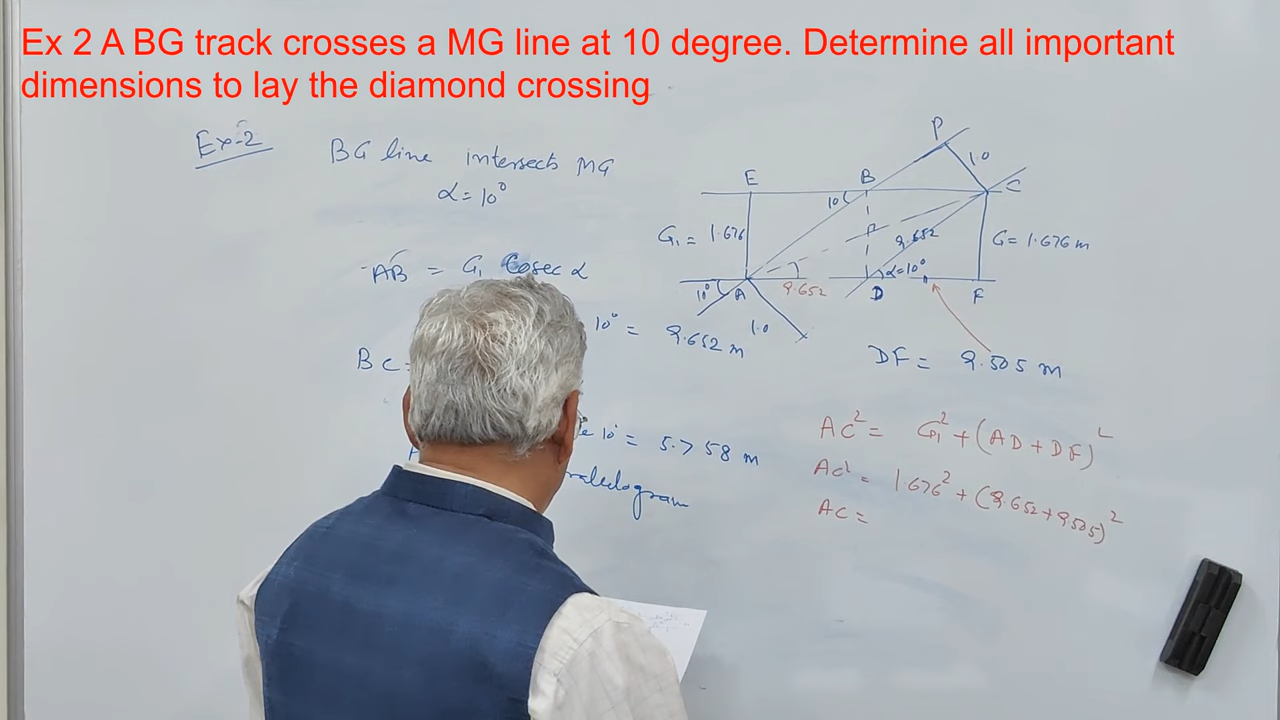 Ex 2 A BG track crosses a MG line at 10 degree. Determine all important
dimensions to lay the diamond crossing
Ex-2
BG line intersects MG
α = 10°
AB = G₁ Cosec α
10° = 9.652 m
BC =
10° = 5.758 m
P
1.0
E
B
C
10°
G₁ = 1.676
9.652
G = 1.676 m
α = 10°
10°
A
9.652
D
F
1.0
DF = 9.505 m
AC² = G₁² + (AD + DF)²
AC² = 1.676² + (9.652 + 9.505)²
AC =